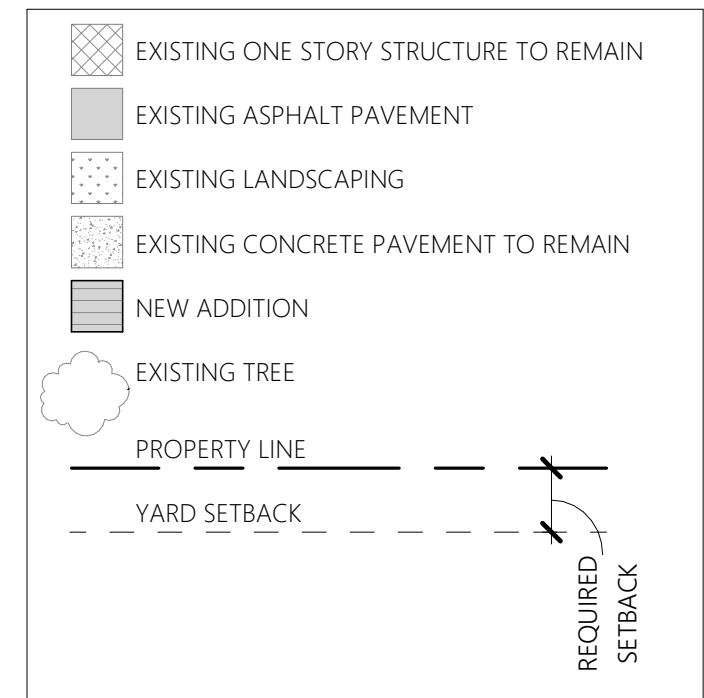 EXISTING ONE STORY STRUCTURE TO REMAIN
EXISTING ASPHALT PAVEMENT
EXISTING LANDSCAPING
EXISTING CONCRETE PAVEMENT TO REMAIN
NEW ADDITION
EXISTING TREE
PROPERTY LINE
YARD SETBACK
REQUIRED
SETBACK